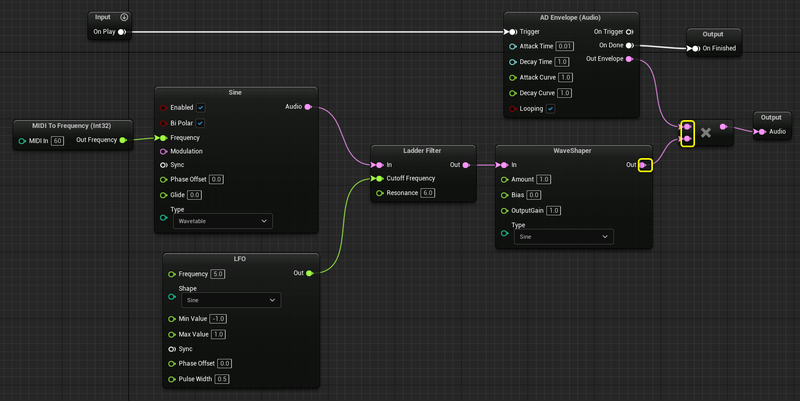 Input
On Play
AD Envelope (Audio)
Trigger
On Trigger
Attack Time 0.01
On Done
Decay Time 1.0
Out Envelope
Attack Curve 1.0
Decay Curve 1.0
Looping
Output
On Finished
Sine
Enabled
Audio
Bi Polar
Frequency
Modulation
Sync
Phase Offset 0.0
Glide 0.0
Type
Wavetable
MIDI To Frequency (Int32)
MIDI In 60
Out Frequency
Ladder Filter
In
Out
Cutoff Frequency
Resonance 6.0
WaveShaper
In
Out
Amount 1.0
Bias 0.0
OutputGain 1.0
Type
Sine
×
Output
Audio
LFO
Frequency 5.0
Out
Shape
Sine
Min Value -1.0
Max Value 1.0
Sync
Phase Offset 0.0
Pulse Width 0.5